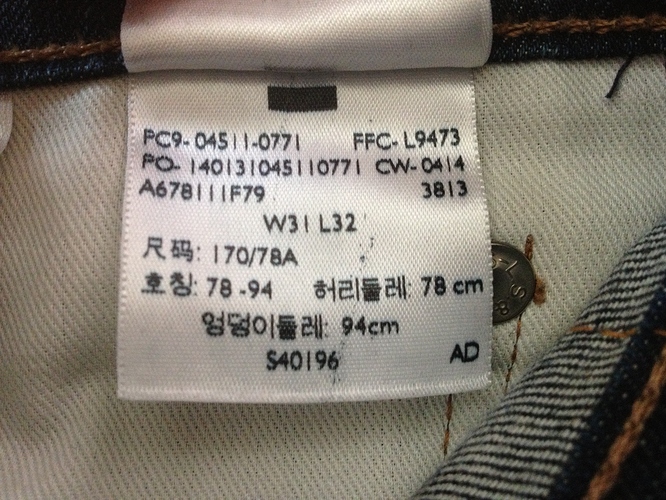 PC9- 04511-0771 FFC- L9473
PO- 140131045110771 CW- 0414
A678111F79 3813
W31 L32
尺码: 170/78A
호칭: 78 -94 허리둘레: 78 cm
엉덩이둘레: 94cm
S40196 AD